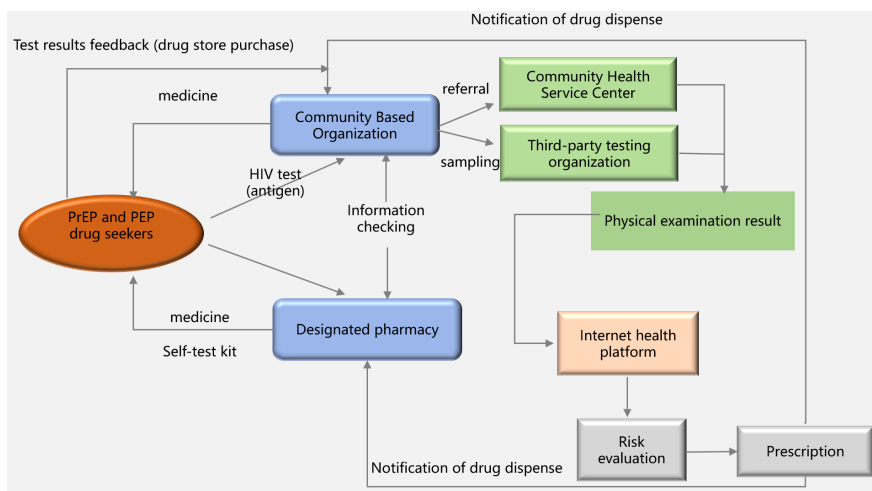 Notification of drug dispense
Test results feedback (drug store purchase)
medicine
Community Based
Organization
referral
Community Health
Service Center
sampling
Third-party testing
organization
HIV test
(antigen)
Information
checking
PrEP and PEP
drug seekers
Physical examination result
medicine
Self-test kit
Designated pharmacy
Internet health
platform
Risk
evaluation
Prescription
Notification of drug dispense